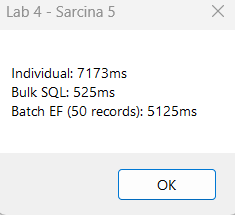 Lab 4 - Sarcina 5
Individual: 7173ms
Bulk SQL: 525ms
Batch EF (50 records): 5125ms
OK